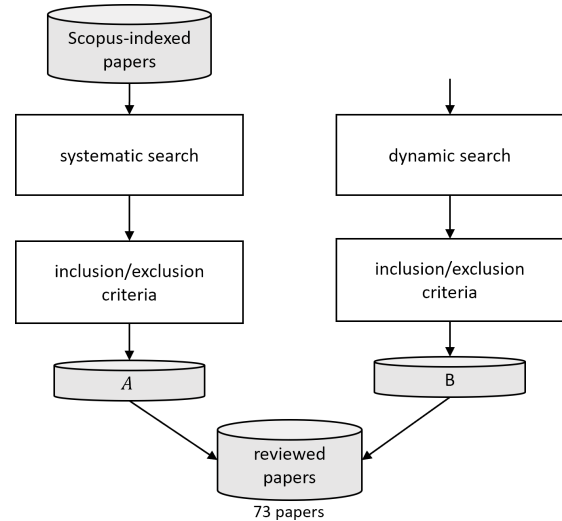 Scopus-indexed
papers
systematic search
dynamic search
inclusion/exclusion
criteria
inclusion/exclusion
criteria
A
B
reviewed
papers
73 papers